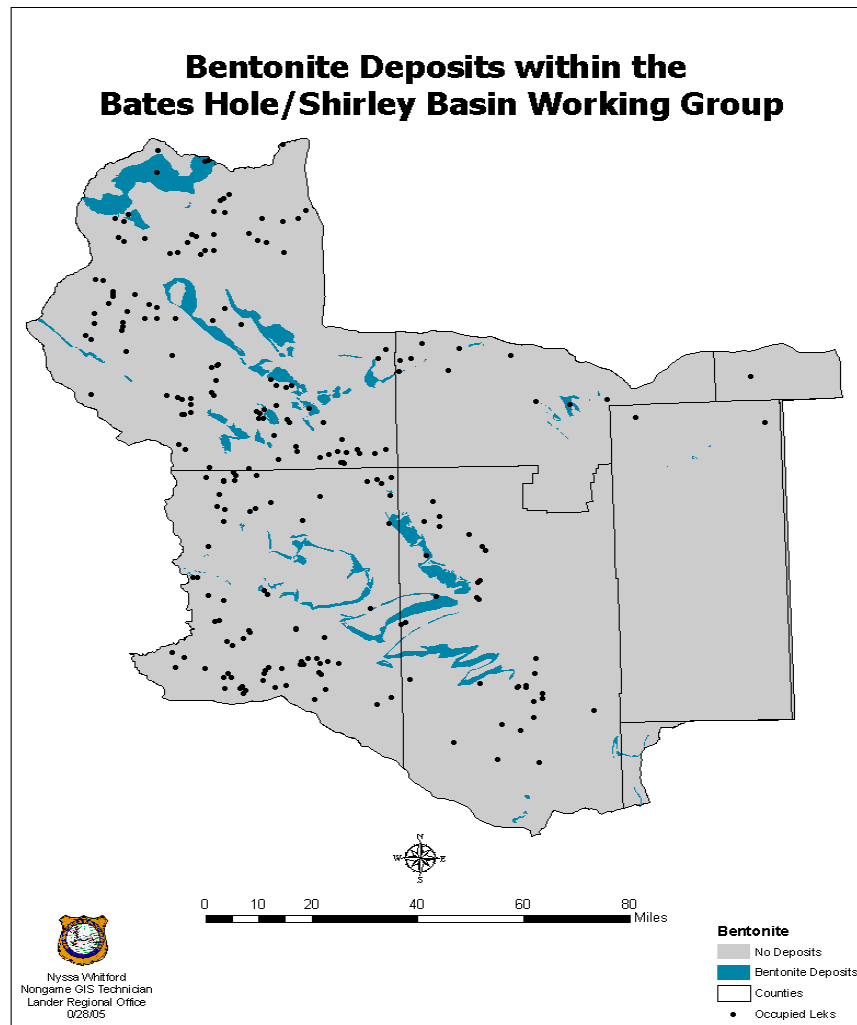 Bentonite Deposits within the
Bates Hole/Shirley Basin Working Group
N
W E
S
0 10 20 40 60 80
Miles
Nyssa Whitford
Nongame GIS Technician
Lander Regional Office
0/28/05
Bentonite
No Deposits
Bentonite Deposits
Counties
Occupied Leks